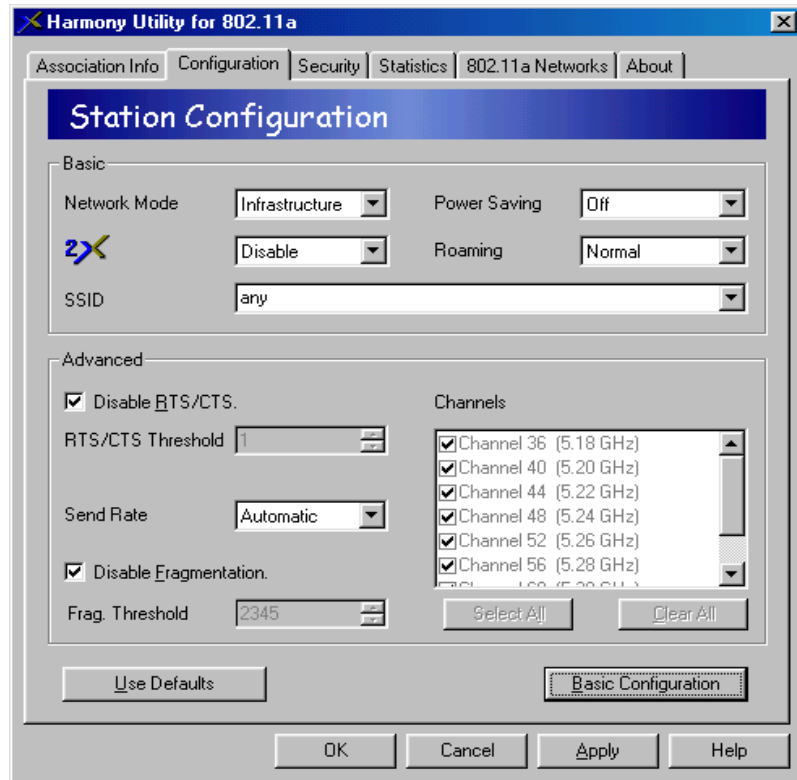 Harmony Utility for 802.11a
Association Info Configuration Security Statistics 802.11a Networks About
Station Configuration
Basic
Network Mode Infrastructure Power Saving Off
2X Disable Roaming Normal
SSID any
Advanced
Disable RTS/CTS. Channels
RTS/CTS Threshold 1
Channel 36 (5.18 GHz)
Channel 40 (5.20 GHz)
Channel 44 (5.22 GHz)
Send Rate Automatic Channel 48 (5.24 GHz)
Channel 52 (5.26 GHz)
Disable Fragmentation. Channel 56 (5.28 GHz)
Frag. Threshold 2345 Select All Clear All
Use Defaults Basic Configuration
OK Cancel Apply Help